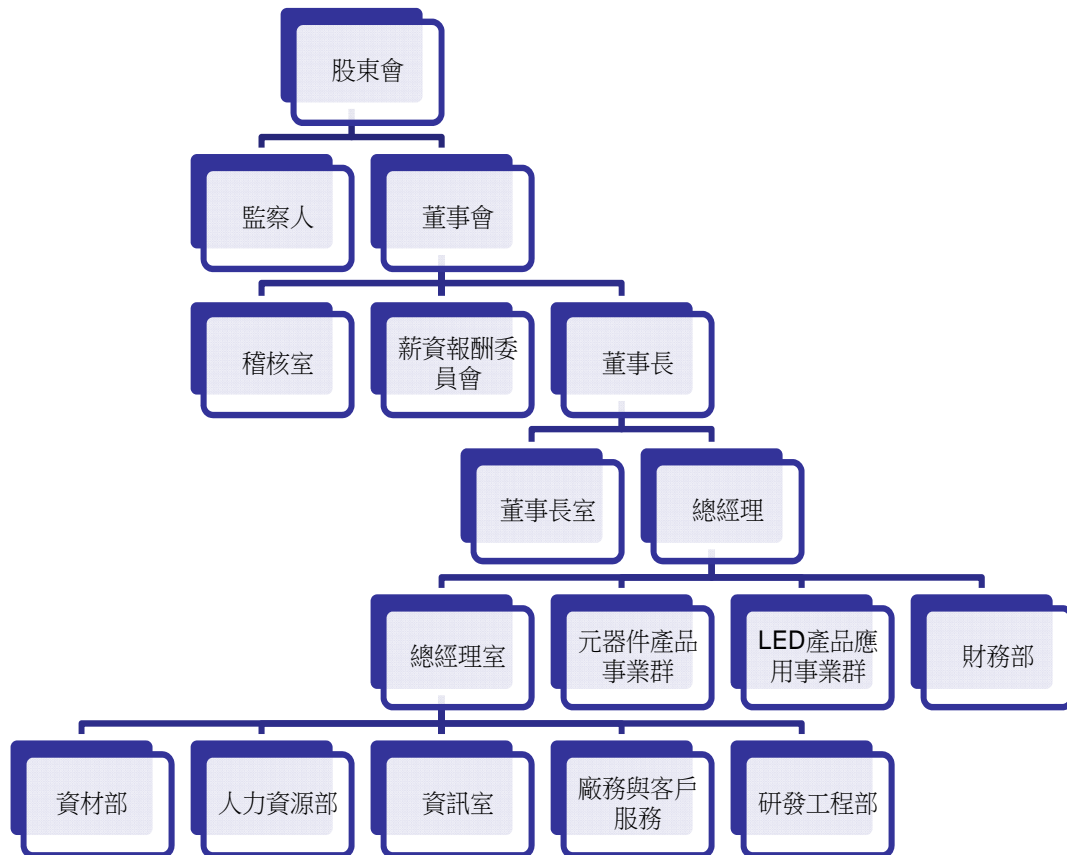 股東會
監察人
董事會
稽核室
薪資報酬委
員會
董事長
董事長室
總經理
總經理室
元器件產品
事業群
LED產品應
用事業群
財務部
資材部
人力資源部
資訊室
廠務與客戶
服務
研發工程部